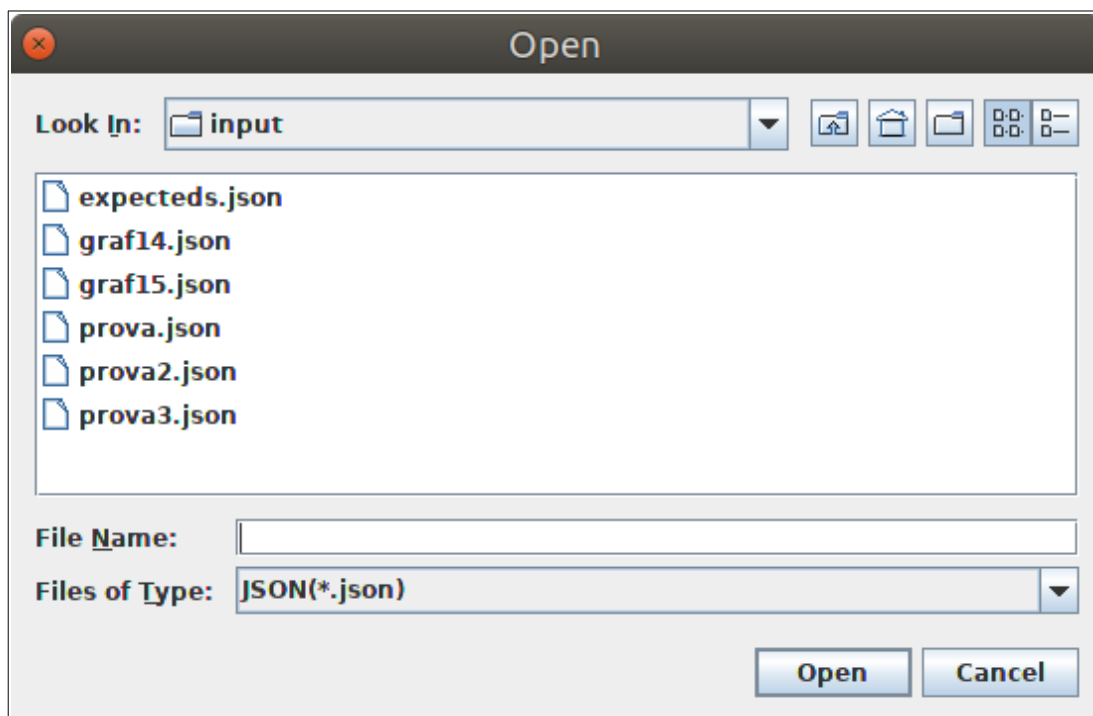 Open
Look In: input
expecteds.json
graf14.json
graf15.json
prova.json
prova2.json
prova3.json
File Name:
Files of Type: JSON(*.json)
Open Cancel